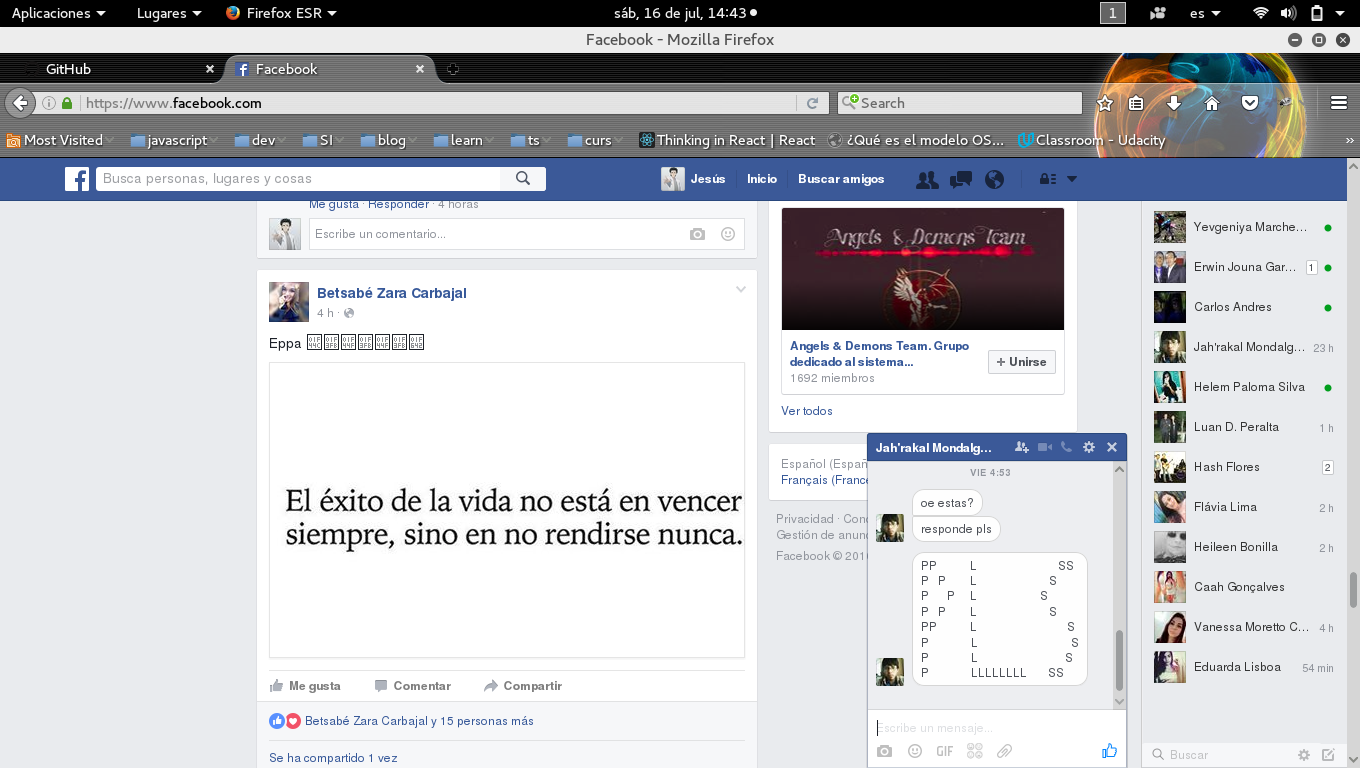 Aplicaciones Lugares Firefox ESR sáb, 16 de jul, 14:43 1 es
Facebook - Mozilla Firefox
GitHub Facebook
https://www.facebook.com Search
Most Visited javascript dev SI blog learn ts curs Thinking in React | React ¿Qué es el modelo OS... Classroom - Udacity »
Busca personas, lugares y cosas Jesús Inicio Buscar amigos
Me gusta · Responder · 4 horas
Escribe un comentario...
Betsabé Zara Carbajal
4 h ·
Eppa
El éxito de la vida no está en vencer
siempre, sino en no rendirse nunca.
Me gusta Comentar Compartir
Betsabé Zara Carbajal y 15 personas más
Se ha compartido 1 vez
Angels & Demons Team
Angels & Demons Team. Grupo
dedicado al sistema...
1692 miembros
+ Unirse
Ver todos
Español (Españ
Français (France
Privacidad · Cond
Gestión de anunc
Facebook © 201
Jah'rakal Mondalg...
VIE 4:53
oe estas?
responde pls
PP L SS
P P L S
P P L S
P P L S
PP L S
P L S
P L S
P LLLLLLLL SS
Escribe un mensaje...
GIF
Yevgeniya Marche...
Erwin Jouna Gar... 1
Carlos Andres
Jah'rakal Mondalg... 23 h
Helem Paloma Silva
Luan D. Peralta 1 h
Hash Flores 2
Flávia Lima 2 h
Heileen Bonilla 2 h
Caah Gonçalves
Vanessa Moretto C... 4 h
Eduarda Lisboa 54 min
Buscar